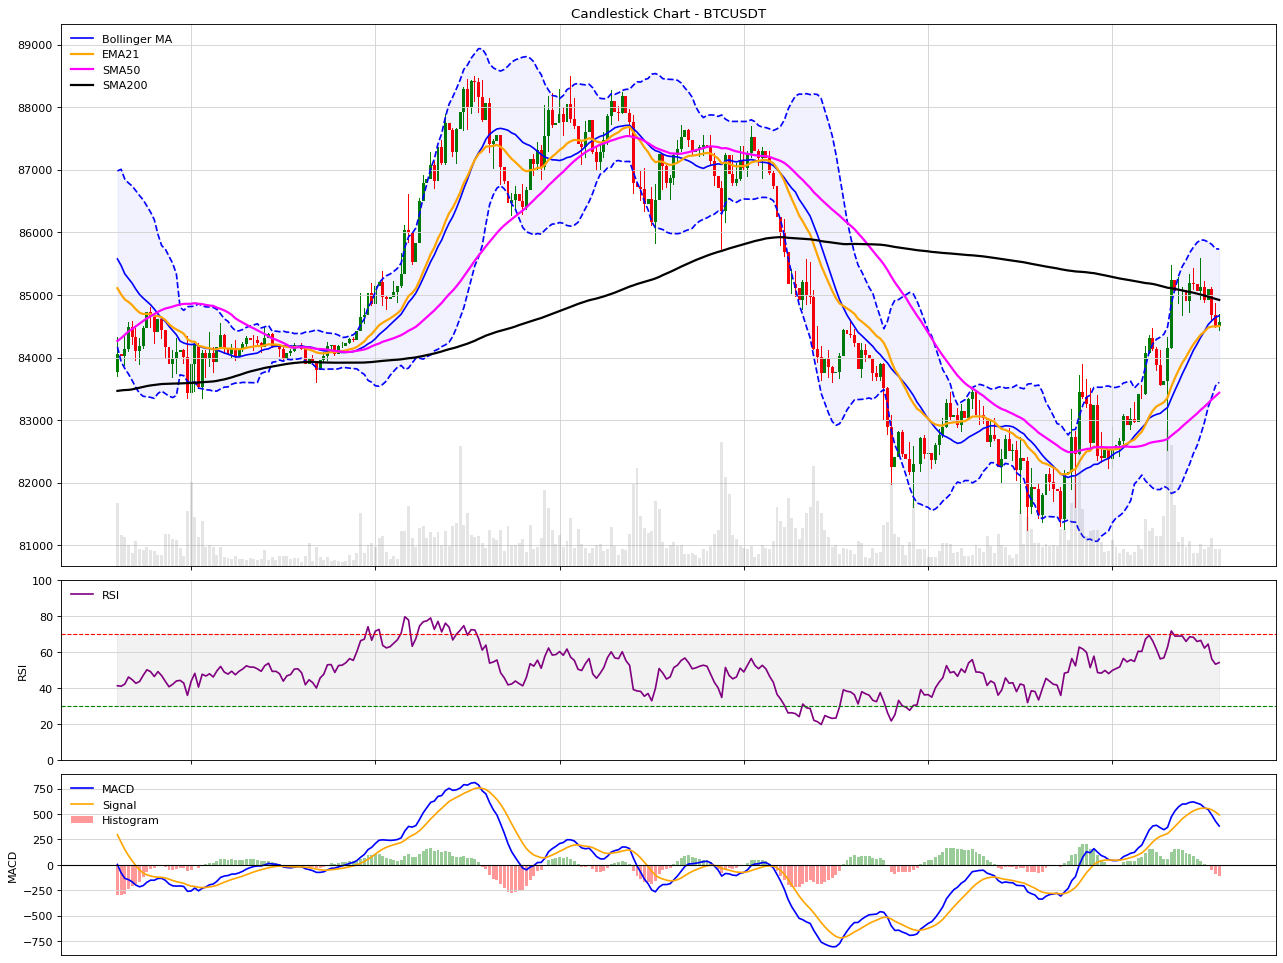 Candlestick Chart - BTCUSDT
Bollinger MA
EMA21
SMA50
SMA200
89000
88000
87000
86000
85000
84000
83000
82000
81000
RSI
RSI
100
80
60
40
20
0
MACD
Signal
Histogram
MACD
750
500
250
0
−250
−500
−750